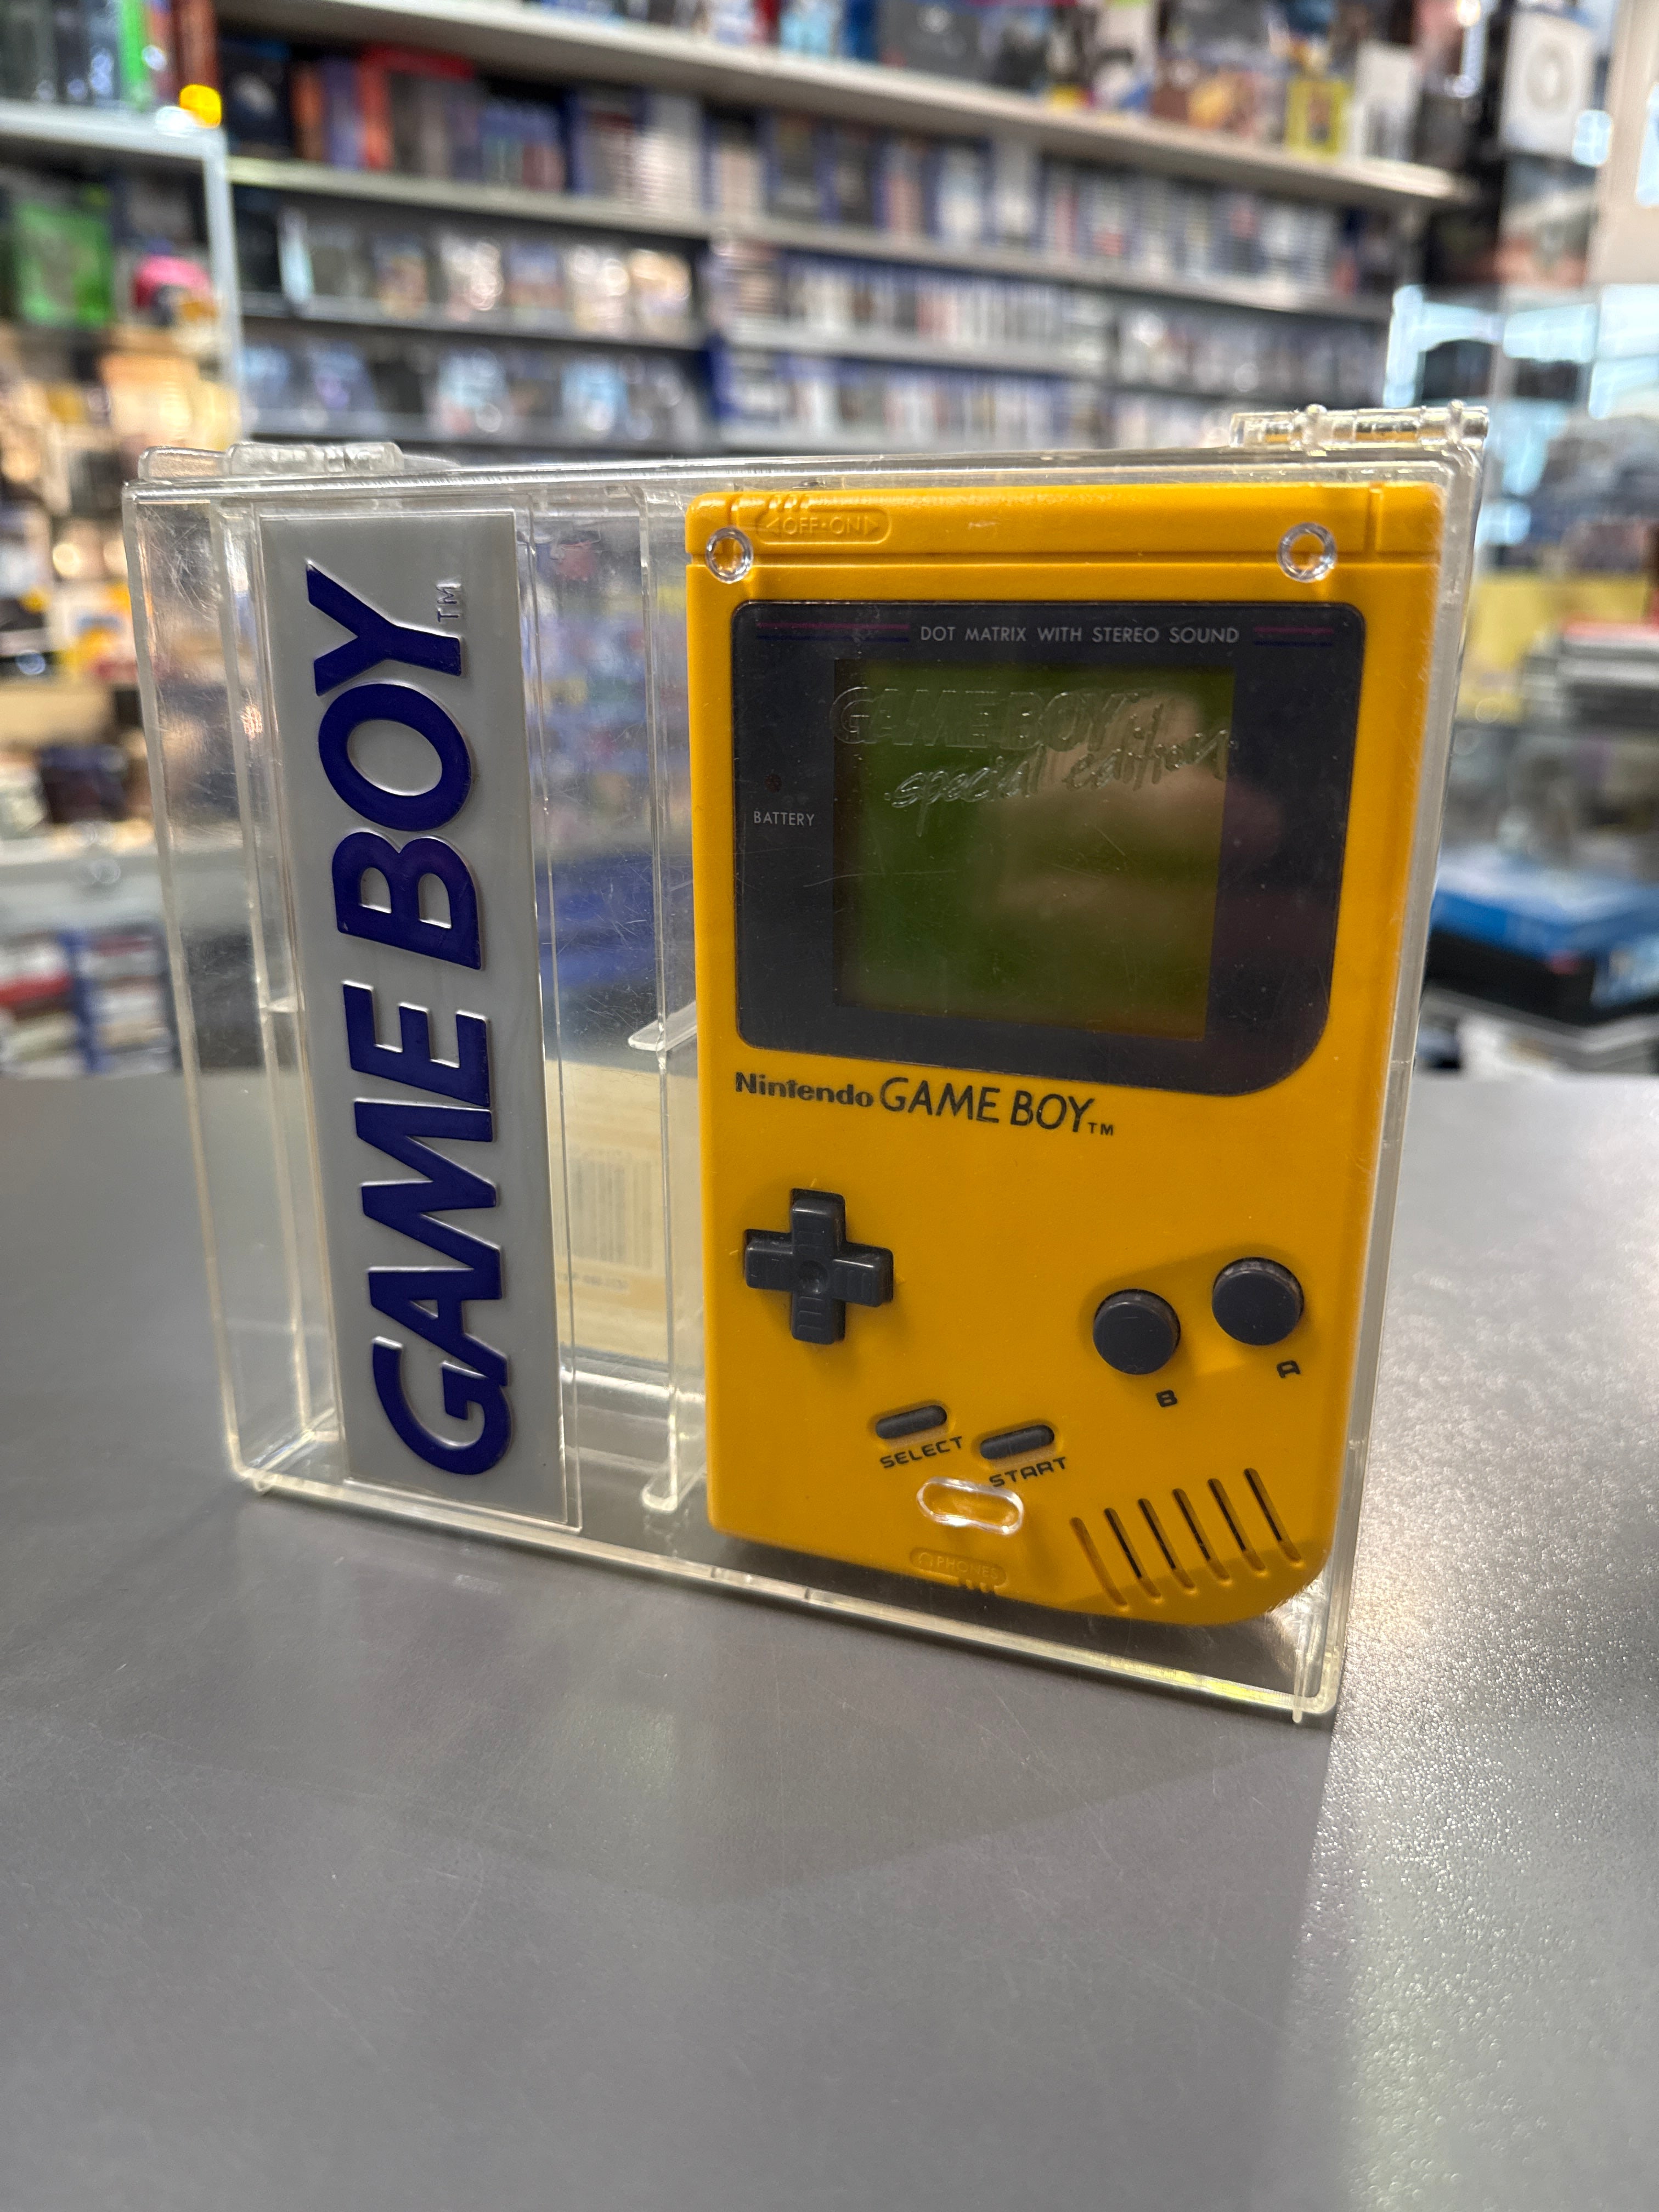 GAME BOY™
◁OFF•ON▷
DOT MATRIX WITH STEREO SOUND
GAME BOY™
special edition
BATTERY
Nintendo GAME BOY™
B
A
SELECT
START
PHONES